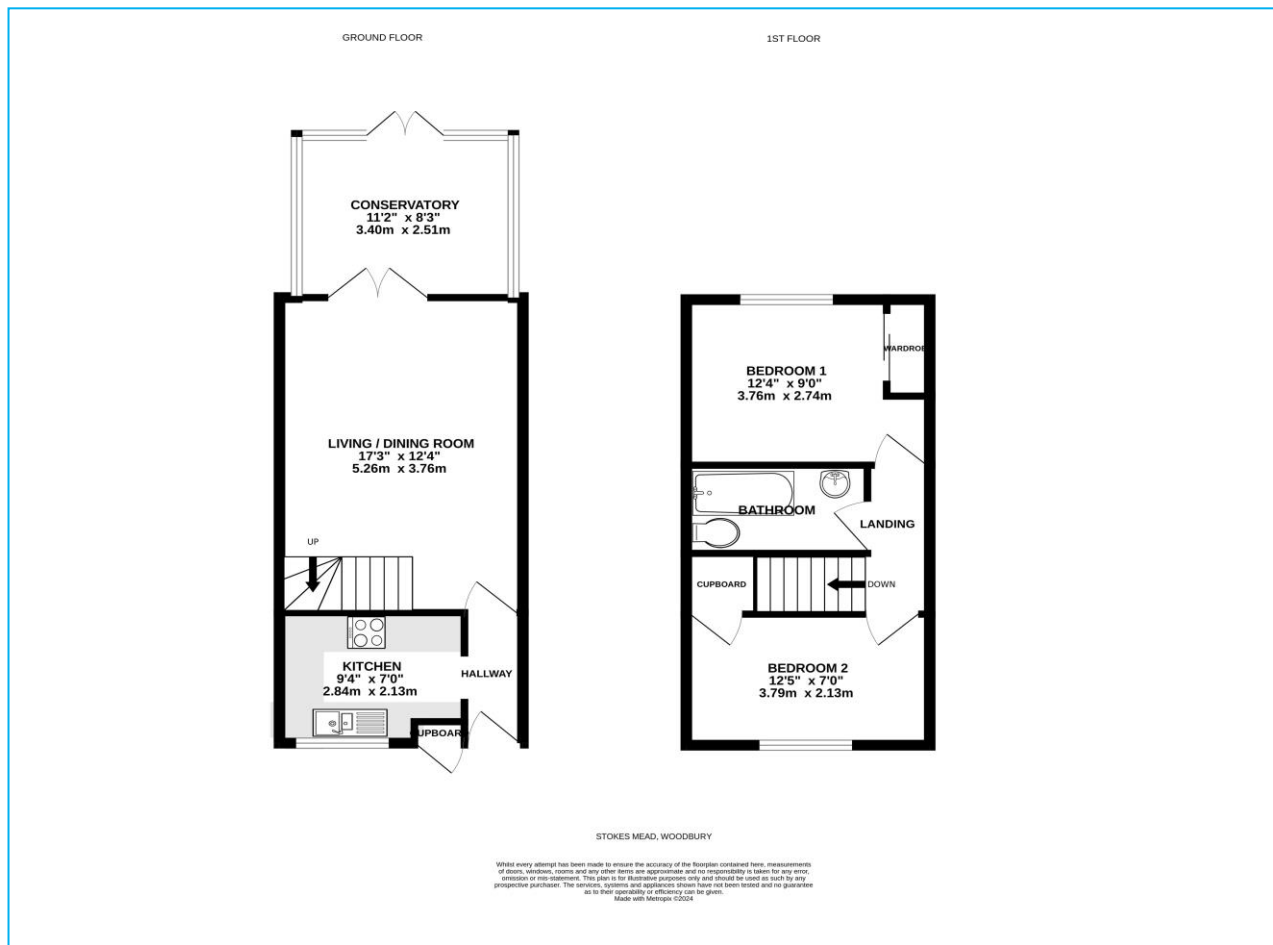 GROUND FLOOR
1ST FLOOR
CONSERVATORY
11'2" x 8'3"
3.40m x 2.51m
LIVING / DINING ROOM
17'3" x 12'4"
5.26m x 3.76m
UP
KITCHEN
9'4" x 7'0"
2.84m x 2.13m
HALLWAY
UPBOAR
WARDROB
BEDROOM 1
12'4" x 9'0"
3.76m x 2.74m
BATHROOM
LANDING
CUPBOARD
DOWN
BEDROOM 2
12'5" x 7'0"
3.79m x 2.13m
STOKES MEAD, WOODBURY
Whilst every attempt has been made to ensure the accuracy of the floorplan contained here, measurements
of doors, windows, rooms and any other items are approximate and no responsibility is taken for any error,
omission or mis-statement. This plan is for illustrative purposes only and should be used as such by any
prospective purchaser. The services, systems and appliances shown have not been tested and no guarantee
as to their operability or efficiency can be given.
Made with Metropix ©2024